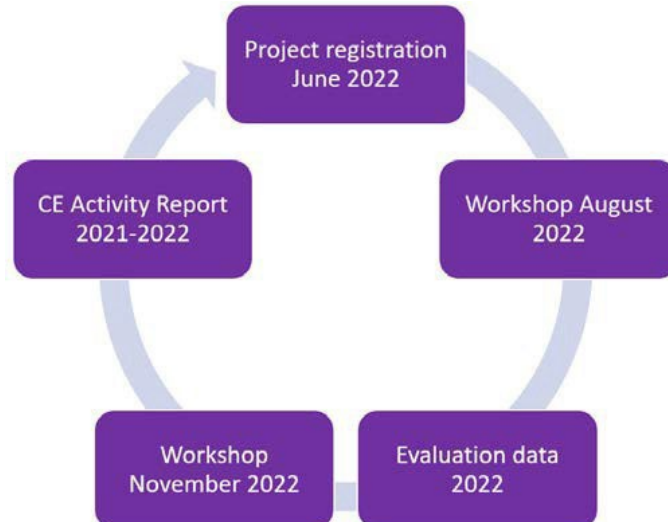 Project registration
June 2022
Workshop August
2022
Evaluation data
2022
Workshop
November 2022
CE Activity Report
2021-2022